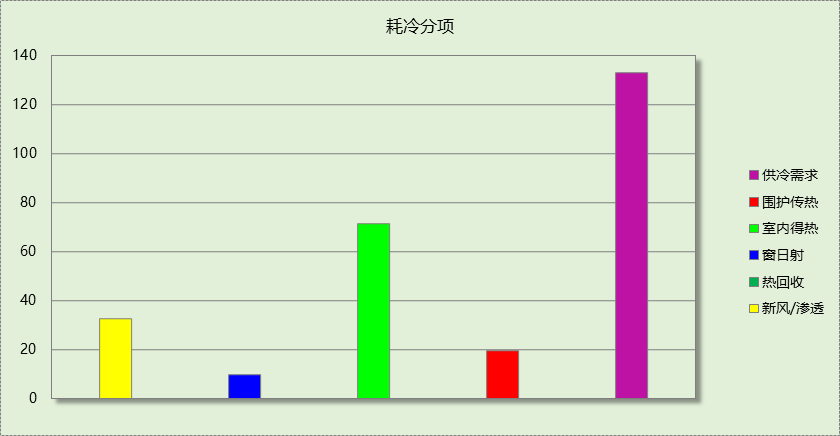 耗冷分项
140
120
100
80
60
40
20
0
供冷需求
围护传热
室内得热
窗日射
热回收
新风/渗透